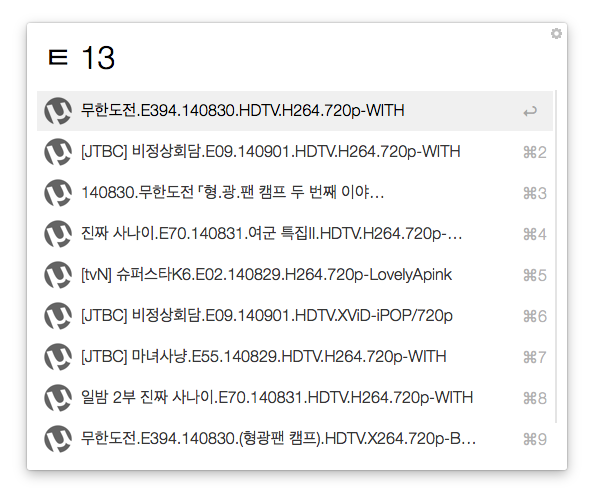 ㅌ 13
무한도전.E394.140830.HDTV.H264.720p-WITH ↩
[JTBC] 비정상회담.E09.140901.HDTV.H264.720p-WITH ⌘2
140830.무한도전 「형.광.팬 캠프 두 번째 이야... ⌘3
진짜 사나이.E70.140831.여군 특집II.HDTV.H264.720p-... ⌘4
[tvN] 슈퍼스타K6.E02.140829.H264.720p-LovelyApink ⌘5
[JTBC] 비정상회담.E09.140901.HDTV.XViD-iPOP/720p ⌘6
[JTBC] 마녀사냥.E55.140829.HDTV.H264.720p-WITH ⌘7
일밤 2부 진짜 사나이.E70.140831.HDTV.H264.720p-WITH ⌘8
무한도전.E394.140830.(형광팬 캠프).HDTV.X264.720p-B... ⌘9